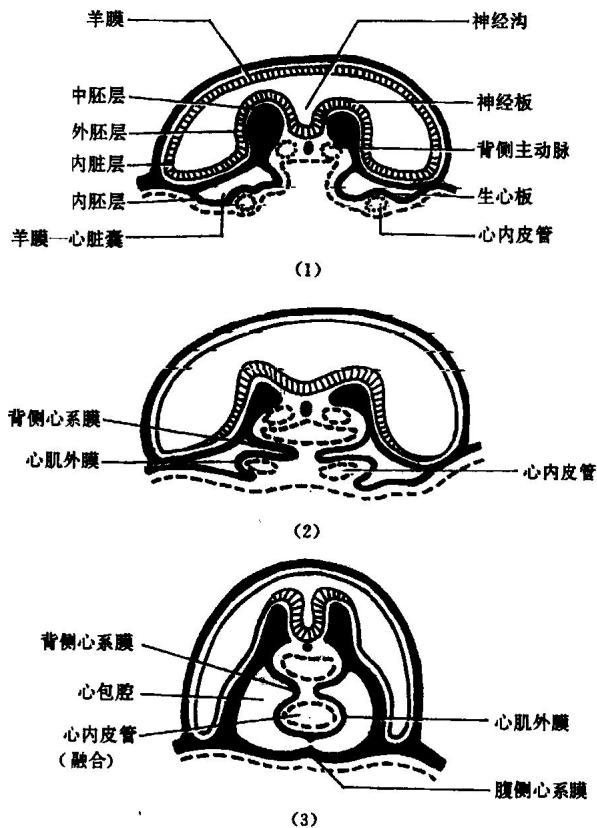 羊膜
神经沟
中胚层
神经板
外胚层
背侧主动脉
内脏层
内胚层
生心板
羊膜—心脏囊
心内皮管
(1)
背侧心系膜
心肌外膜
心内皮管
(2)
背侧心系膜
心包腔
心内皮管
(融合)
心肌外膜
腹侧心系膜
(3)